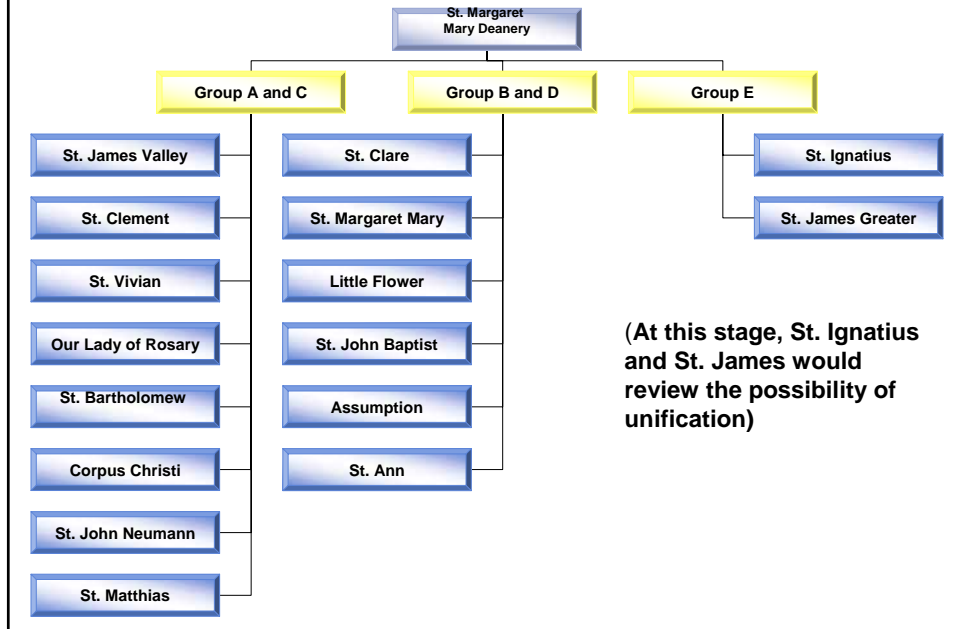 St. Margaret
Mary Deanery
Group A and C
Group B and D
Group E
St. James Valley
St. Clement
St. Vivian
Our Lady of Rosary
St. Bartholomew
Corpus Christi
St. John Neumann
St. Matthias
St. Clare
St. Margaret Mary
Little Flower
St. John Baptist
Assumption
St. Ann
St. Ignatius
St. James Greater
(At this stage, St. Ignatius
and St. James would
review the possibility of
unification)